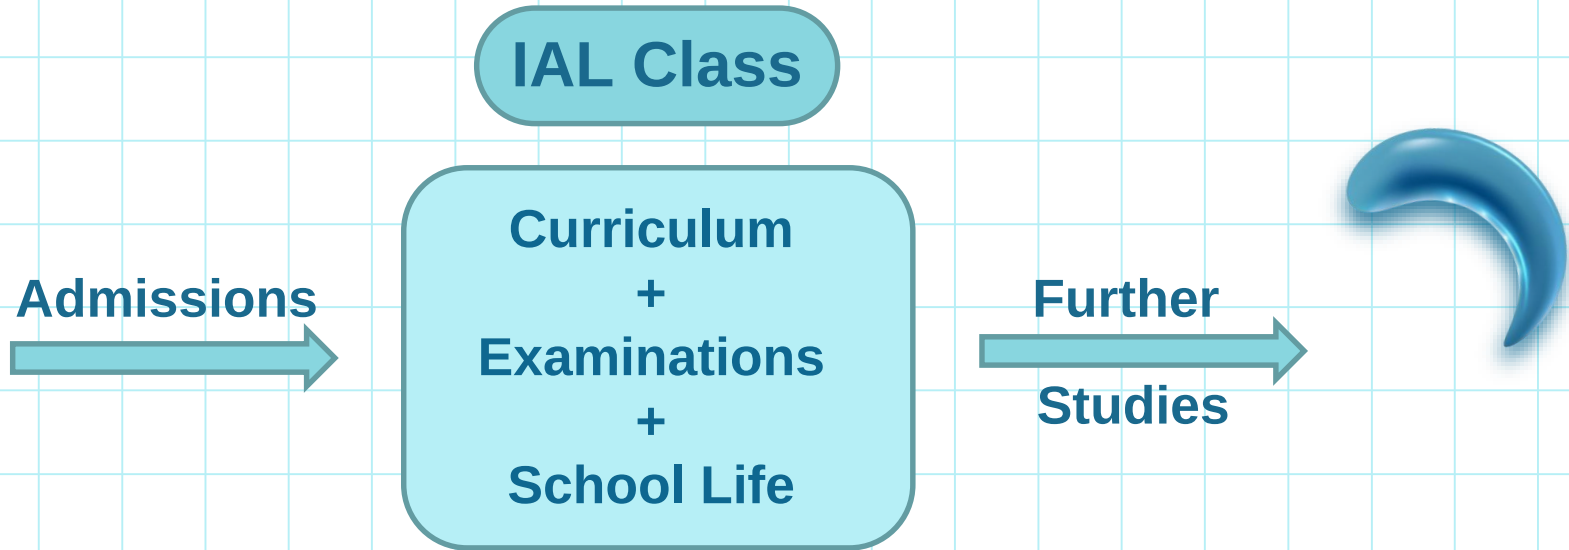 IAL Class
Admissions
Curriculum
+
Examinations
+
School Life
Further
Studies